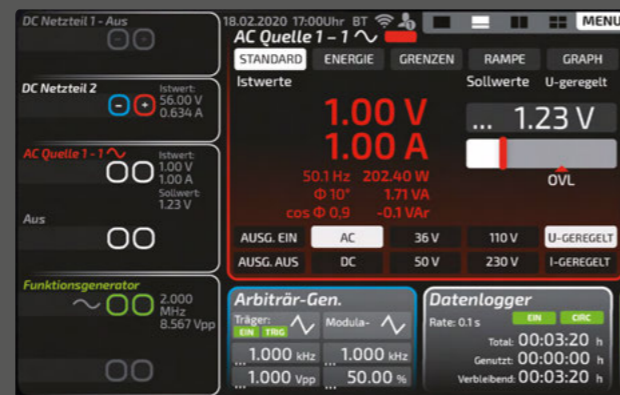 DC Netzteil 1 - Aus
DC Netzteil 2
Istwert:
56.00 V
0.634 A
AC Quelle 1 - 1
Istwert:
1.00 V
1.00 A
Sollwert:
1.23 V
Aus
Funktionsgenerator
2.000
MHz
8.567 Vpp
18.02.2020 17:00Uhr BT
MENU
AC Quelle 1 – 1
STANDARD ENERGIE GRENZEN RAMPE GRAPH
Istwerte Sollwerte U-geregelt
1.00 V ... 1.23 V
1.00 A
50.1 Hz 202.40 W OVL
Φ 10° 1.71 VA
cos Φ 0,9 -0.1 VAr
AUSG. EIN AC 36 V 110 V U-GEREGELT
AUSG. AUS DC 50 V 230 V I-GEREGELT
Arbiträr-Gen.
Träger: Modula-
EIN TRIG
... 1.000 kHz ... 1.000 kHz
... 1.000 Vpp ... 50.00 %
Datenlogger
Rate: 0.1 s EIN CIRC
Total: 00:03:20 h
Genutzt: 00:00:00 h
Verbleibend: 00:03:20 h